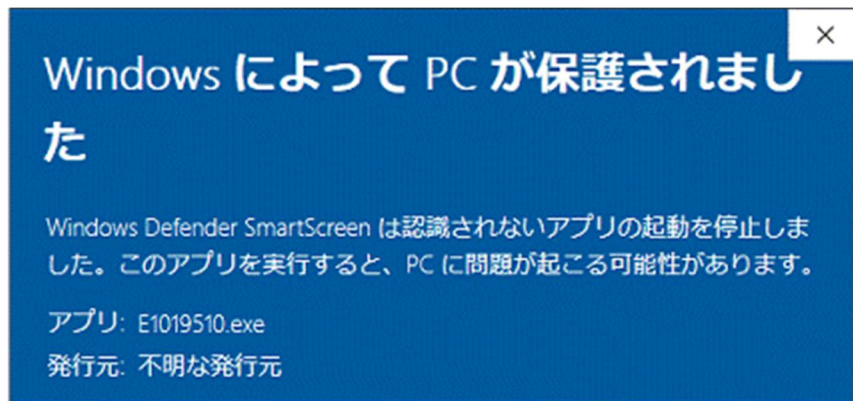 Windows によって PC が保護されまし
た
Windows Defender SmartScreen は認識されないアプリの起動を停止しま
した。このアプリを実行すると、PC に問題が起こる可能性があります。
アプリ: E1019510.exe
発行元: 不明な発行元